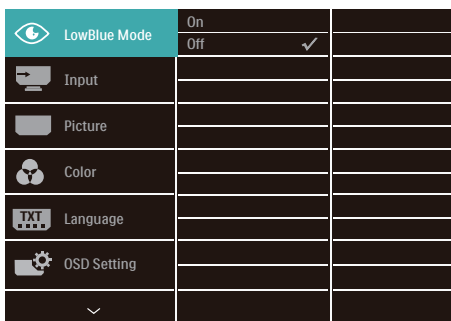 LowBlue Mode
On
Off
Input
Picture
Color
TXT
Language
OSD Setting